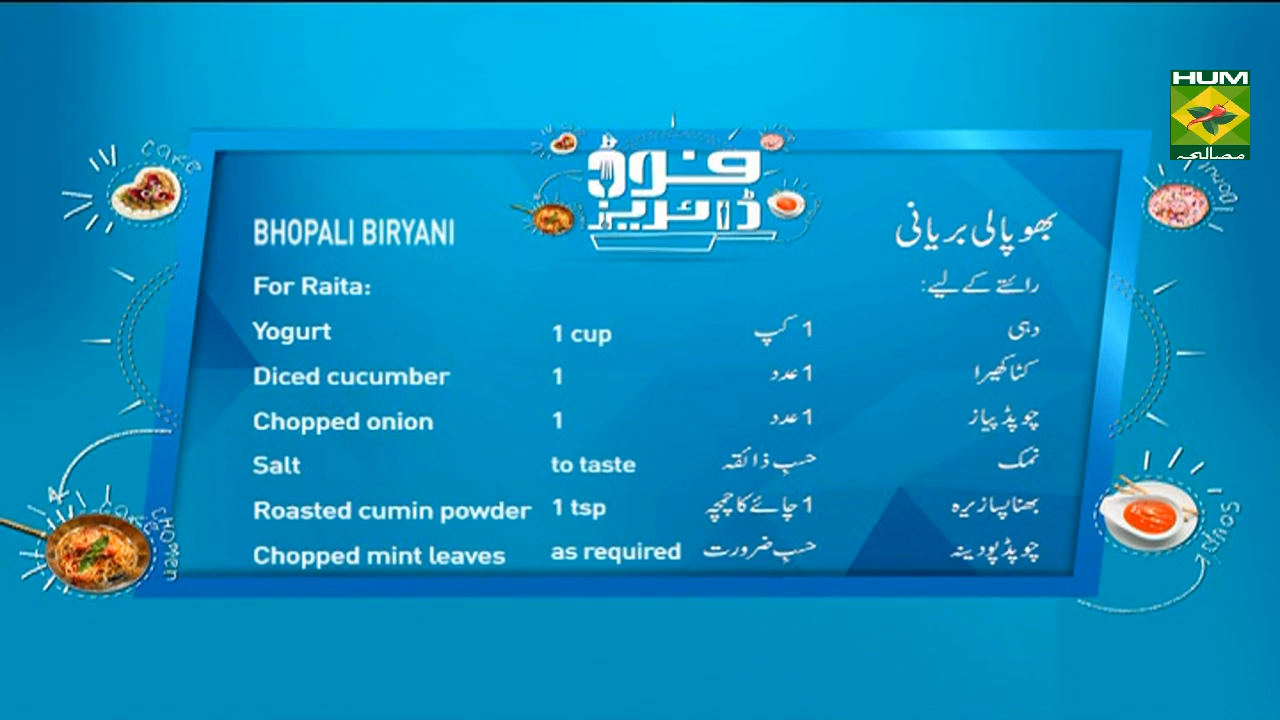 HUM
مصالحہ
فوڈ
ڈائریز
BHOPALI BIRYANI بھوپالی بریانی
For Raita: رائتے کے لیے:
Yogurt 1 cup 1 کپ دہی
Diced cucumber 1 1 عدد کٹا کھیرا
Chopped onion 1 1 عدد چوپڈ پیاز
Salt to taste حسبِ ذائقہ نمک
Roasted cumin powder 1 tsp 1 چائے کا چمچہ بھنا پسا زیرہ
Chopped mint leaves as required حسبِ ضرورت چوپڈ پودینہ
CAKE
Soup